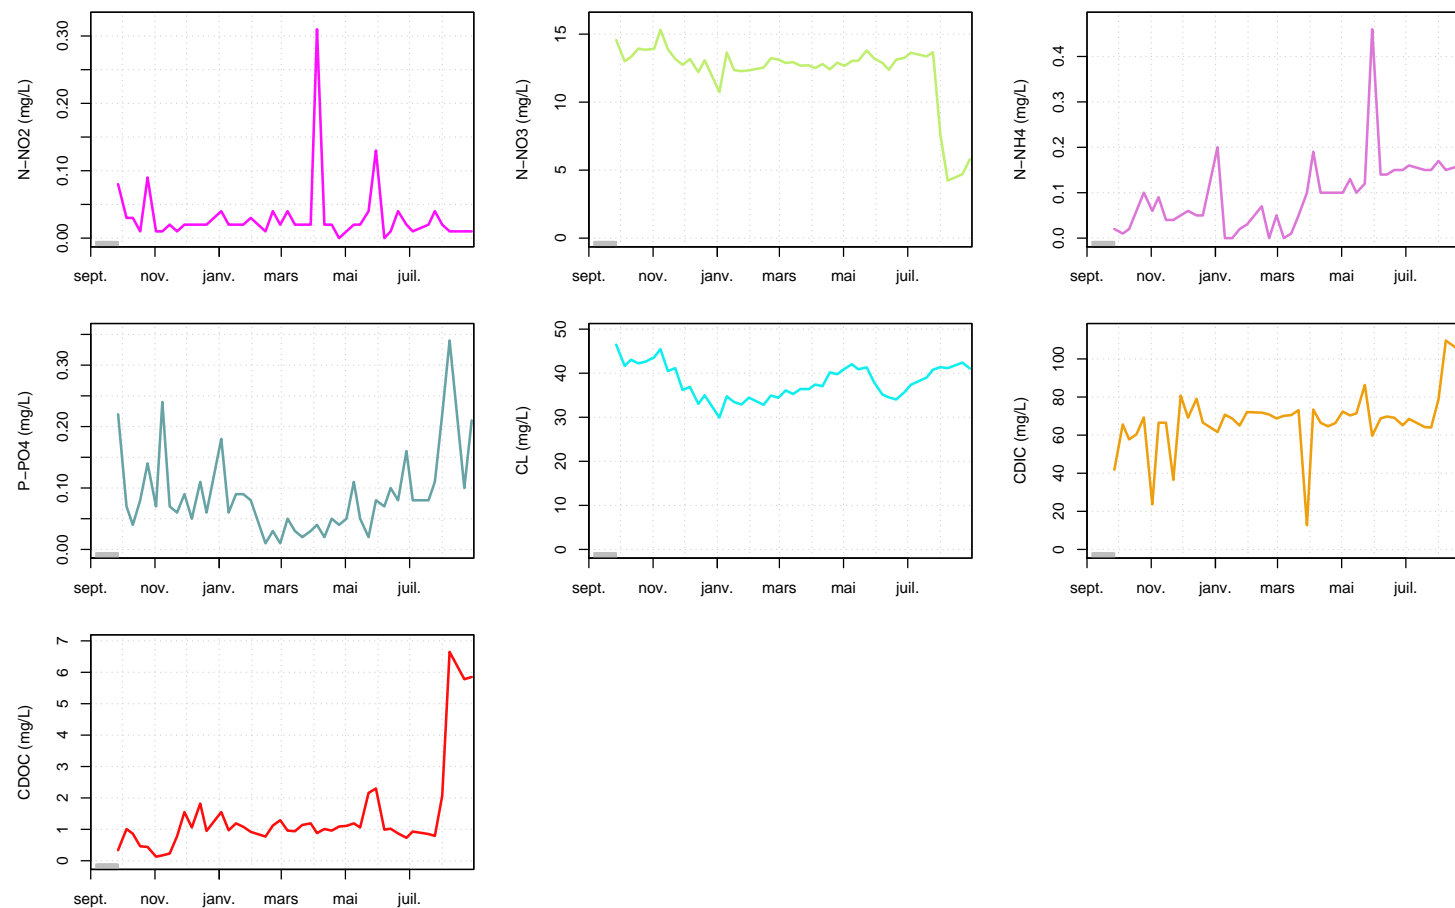 N−NO2 (mg/L)
0.00 0.10 0.20 0.30
sept. nov. janv. mars mai juil.
N−NO3 (mg/L)
0 5 10 15
sept. nov. janv. mars mai juil.
N−NH4 (mg/L)
0.0 0.1 0.2 0.3 0.4
sept. nov. janv. mars mai juil.
P−PO4 (mg/L)
0.00 0.10 0.20 0.30
sept. nov. janv. mars mai juil.
CL (mg/L)
0 10 20 30 40 50
sept. nov. janv. mars mai juil.
CDIC (mg/L)
0 20 40 60 80 100
sept. nov. janv. mars mai juil.
CDOC (mg/L)
0 1 2 3 4 5 6 7
sept. nov. janv. mars mai juil.